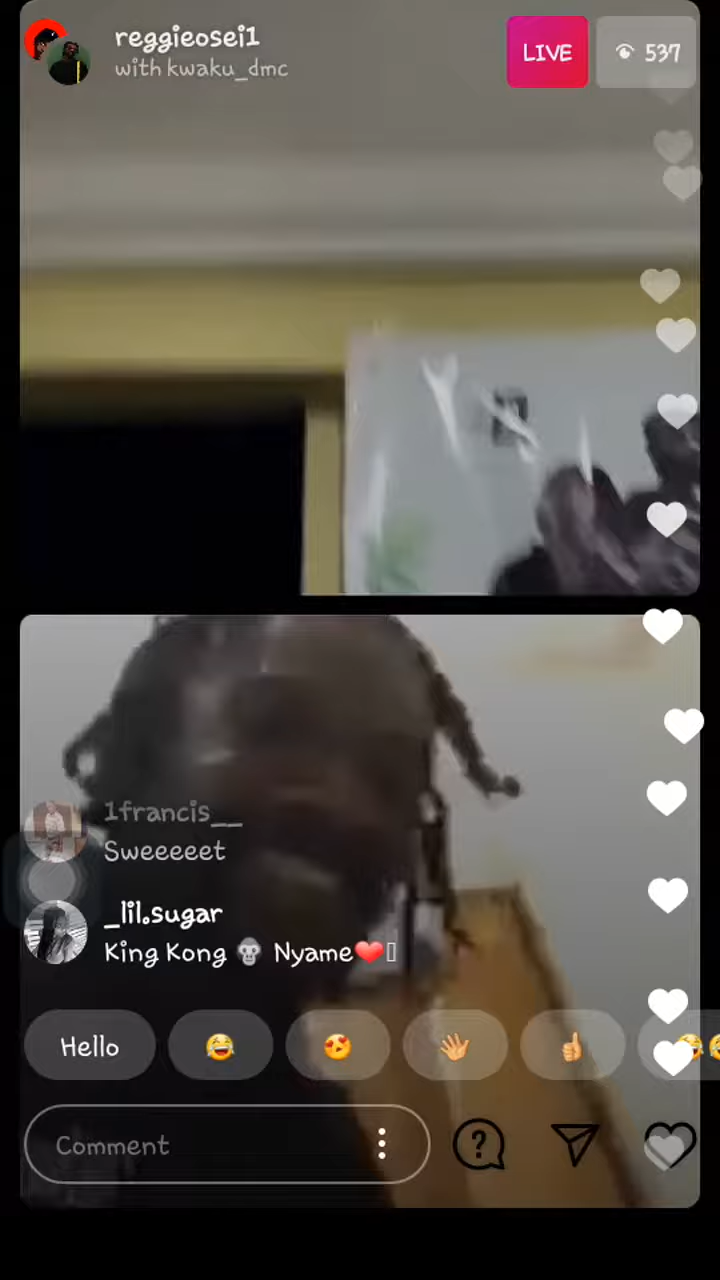 reggieosei1
with kwaku_dmc
LIVE
537
1francis__
Sweeeeet
_lil.sugar
King Kong 🦍 Nyame❤️
Hello
Comment